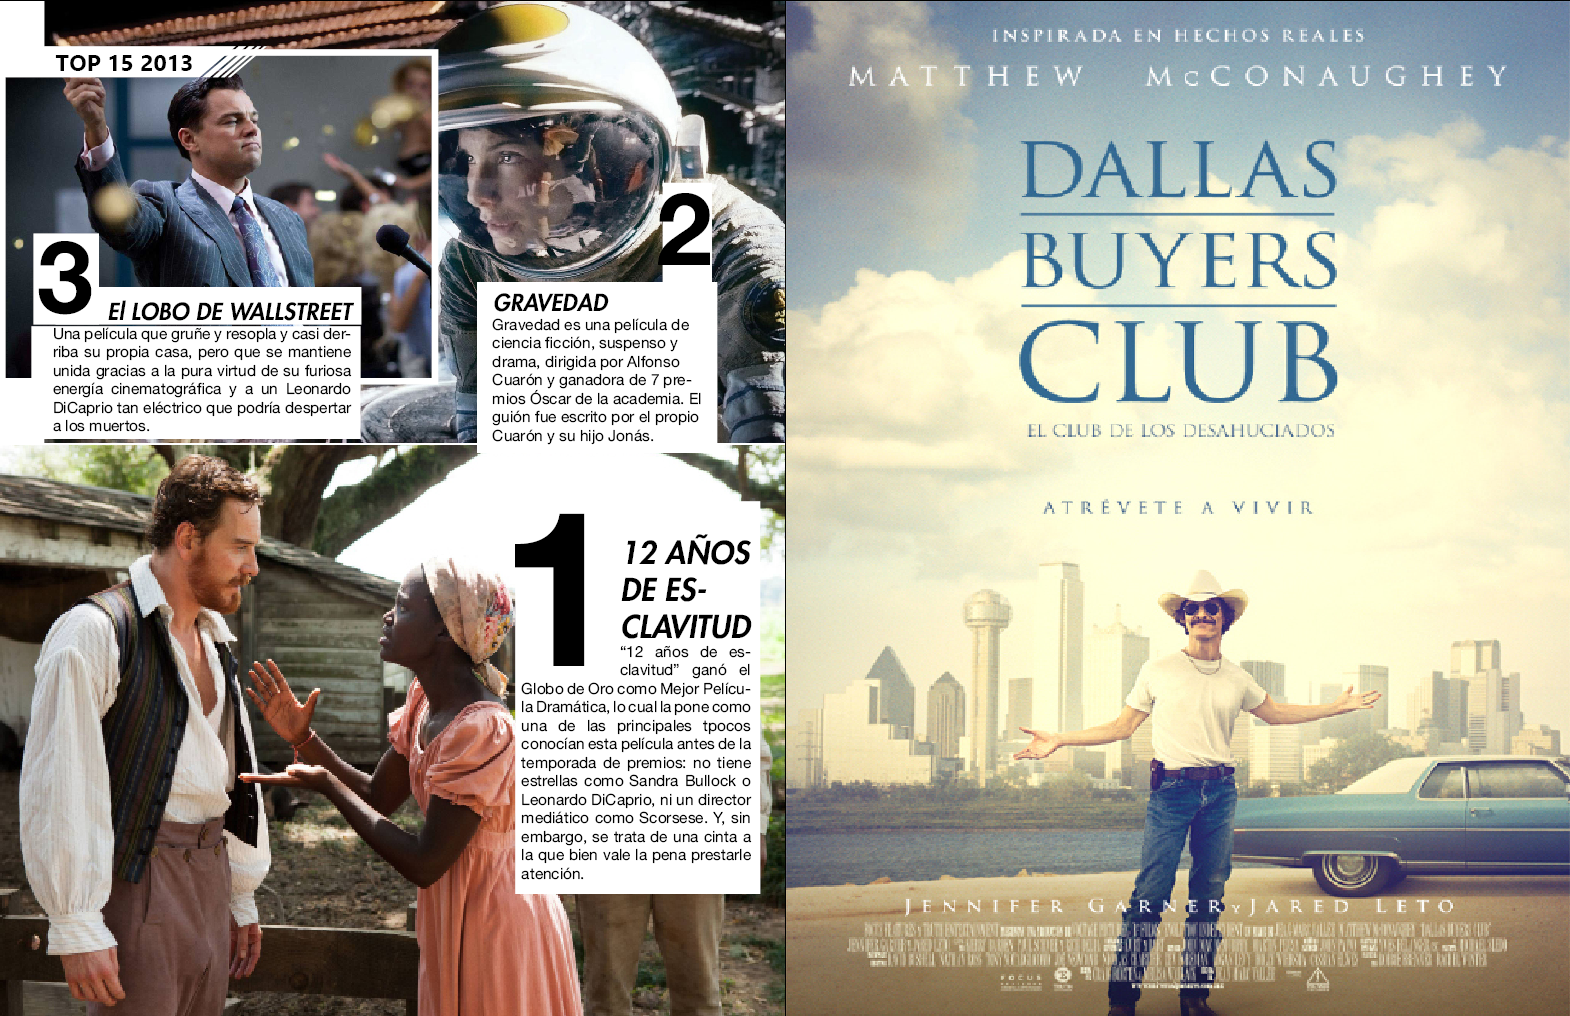 TOP 15 2013
3
El LOBO DE WALLSTREET
Una película que gruñe y resopla y casi der-
riba su propia casa, pero que se mantiene
unida gracias a la pura virtud de su furiosa
energía cinematográfica y a un Leonardo
DiCaprio tan eléctrico que podría despertar
a los muertos.
2
GRAVEDAD
Gravedad es una película de
ciencia ficción, suspenso y
drama, dirigida por Alfonso
Cuarón y ganadora de 7 pre-
mios Óscar de la academia. El
guión fue escrito por el propio
Cuarón y su hijo Jonás.
1
12 AÑOS
DE ES-
CLAVITUD
“12 años de es-
clavitud” ganó el
Globo de Oro como Mejor Pelícu-
la Dramática, lo cual la pone como
una de las principales tpocos
conocían esta película antes de la
temporada de premios: no tiene
estrellas como Sandra Bullock o
Leonardo DiCaprio, ni un director
mediático como Scorsese. Y, sin
embargo, se trata de una cinta a
la que bien vale la pena prestarle
atención.
INSPIRADA EN HECHOS REALES
MATTHEW McCONAUGHEY
DALLAS
BUYERS
CLUB
EL CLUB DE LOS DESAHUCIADOS
ATRÉVETE A VIVIR
JENNIFER GARNER Y JARED LETO
FOCUS